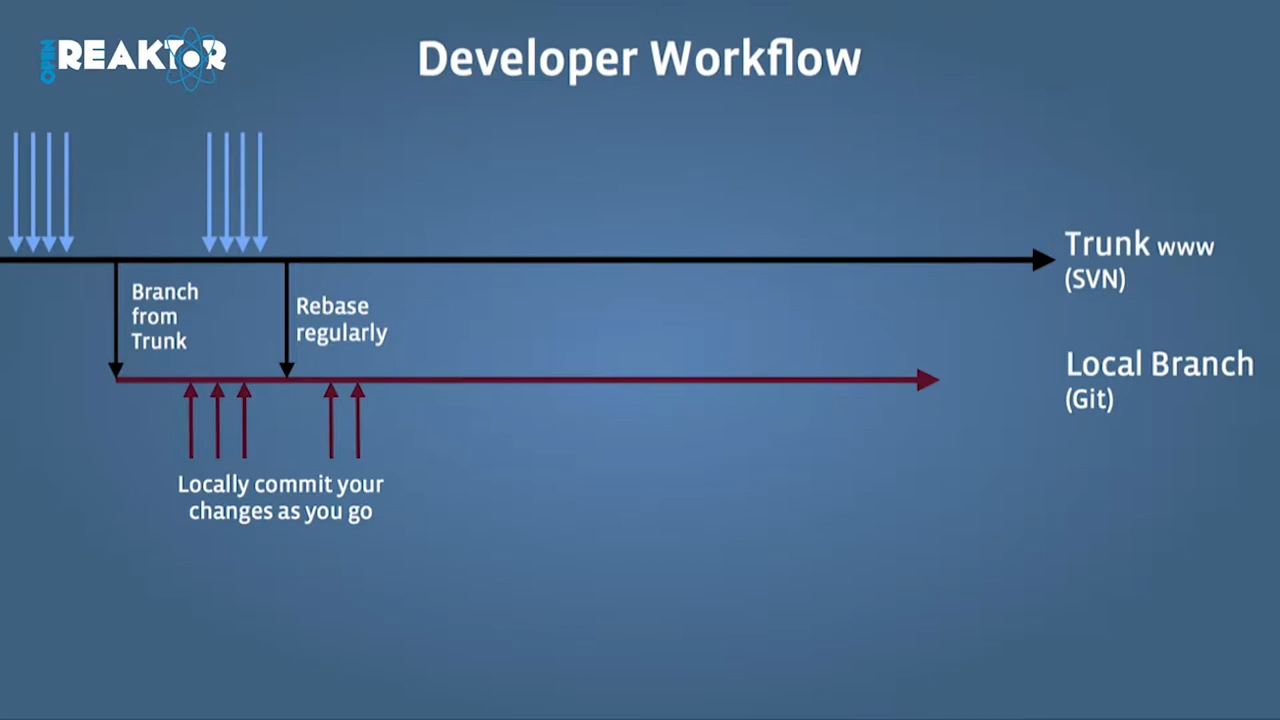 OPEN REAKTOR
Developer Workflow
Trunk www
(SVN)
Branch
from
Trunk
Rebase
regularly
Local Branch
(Git)
Locally commit your
changes as you go